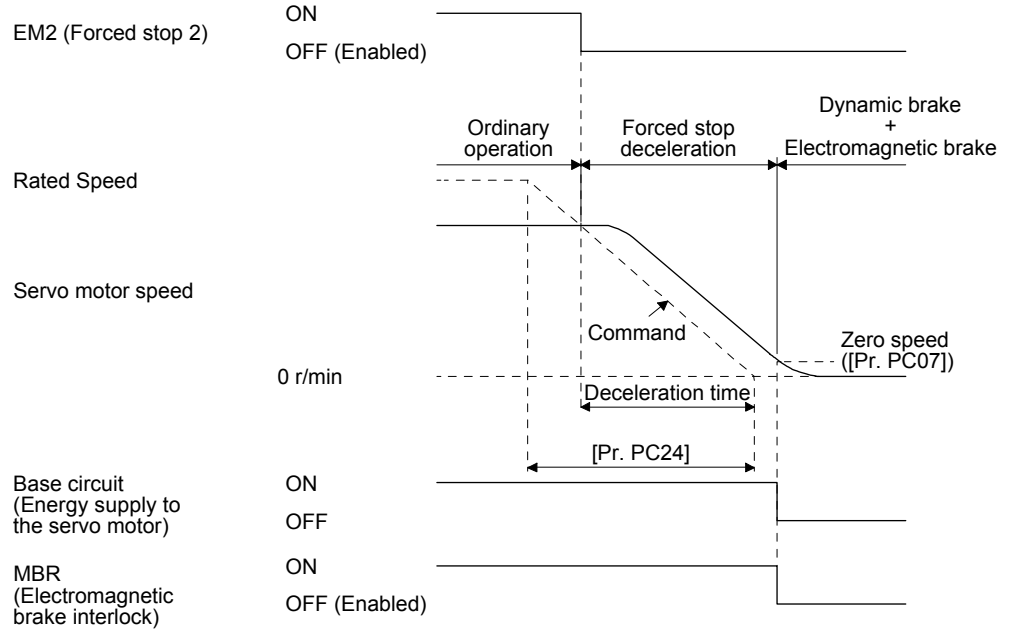 EM2 (Forced stop 2)
ON
OFF (Enabled)
Ordinary
operation
Forced stop
deceleration
Dynamic brake
+
Electromagnetic brake
Rated Speed
Servo motor speed
Command
Zero speed
([Pr. PC07])
0 r/min
Deceleration time
[Pr. PC24]
Base circuit
(Energy supply to
the servo motor)
ON
OFF
MBR
(Electromagnetic
brake interlock)
ON
OFF (Enabled)